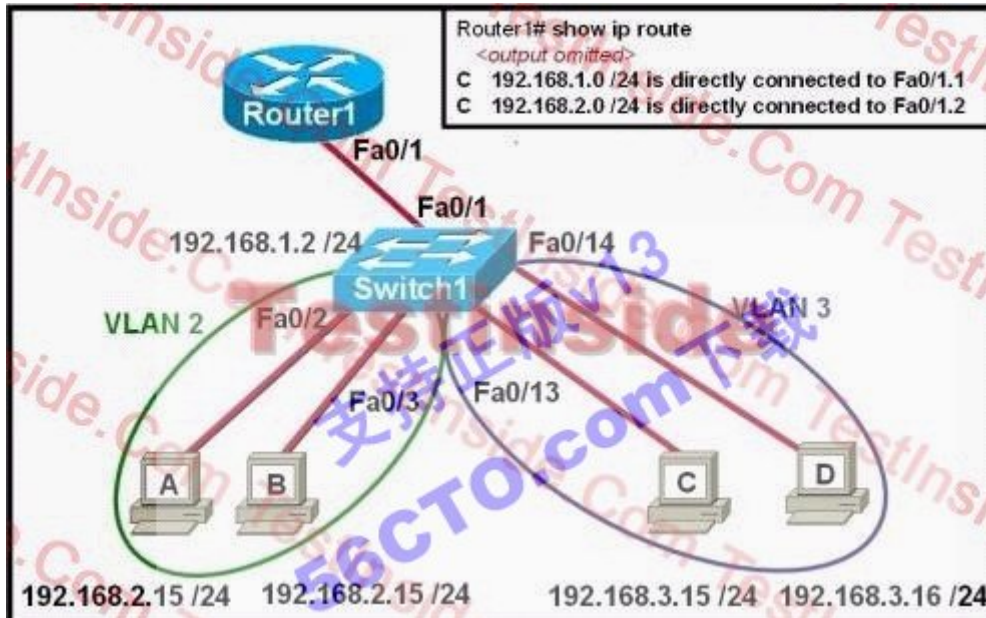 Router1# show ip route
<output omitted>
C 192.168.1.0 /24 is directly connected to Fa0/1.1
C 192.168.2.0 /24 is directly connected to Fa0/1.2
Router1
Fa0/1
Fa0/1
192.168.1.2 /24
Fa0/14
Switch1
VLAN 2
Fa0/2
VLAN 3
Fa0/3
Fa0/13
A
B
C
D
192.168.2.15 /24
192.168.2.15 /24
192.168.3.15 /24
192.168.3.16 /24
TestInside
支持正版v13
56CTO.com下载
TestInside.Com TestInside.Com